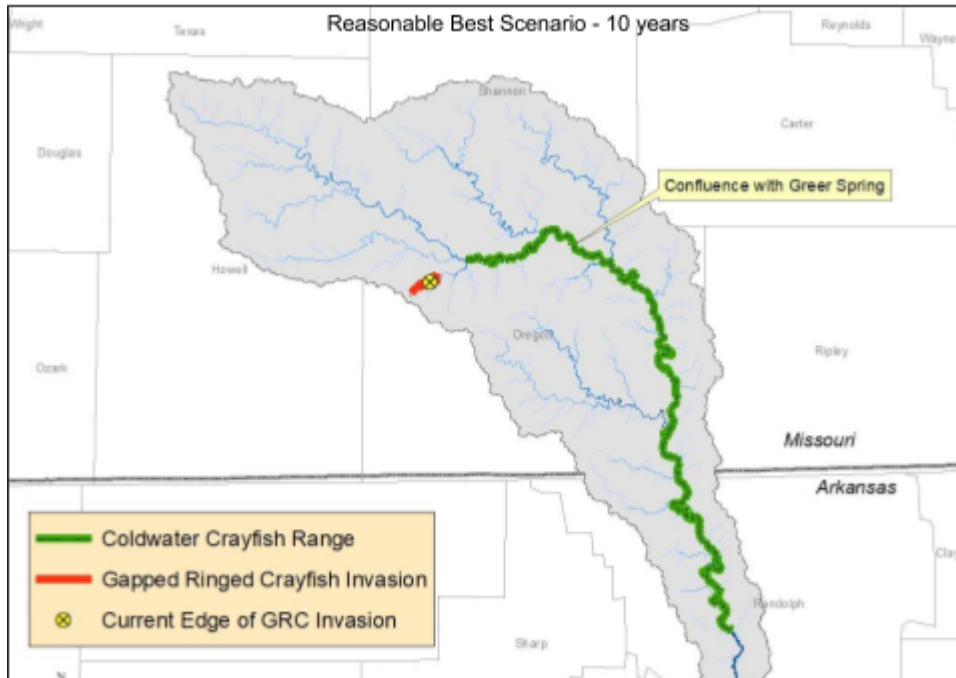 Reasonable Best Scenario - 10 years
Wright
Texas
Reynolds
Wayne
Shannon
Carter
Douglas
Confluence with Greer Spring
Howell
Oregon
Ozark
Ripley
Missouri
Arkansas
Coldwater Crayfish Range
Gapped Ringed Crayfish Invasion
Current Edge of GRC Invasion
Clay
Randolph
Sharp
N